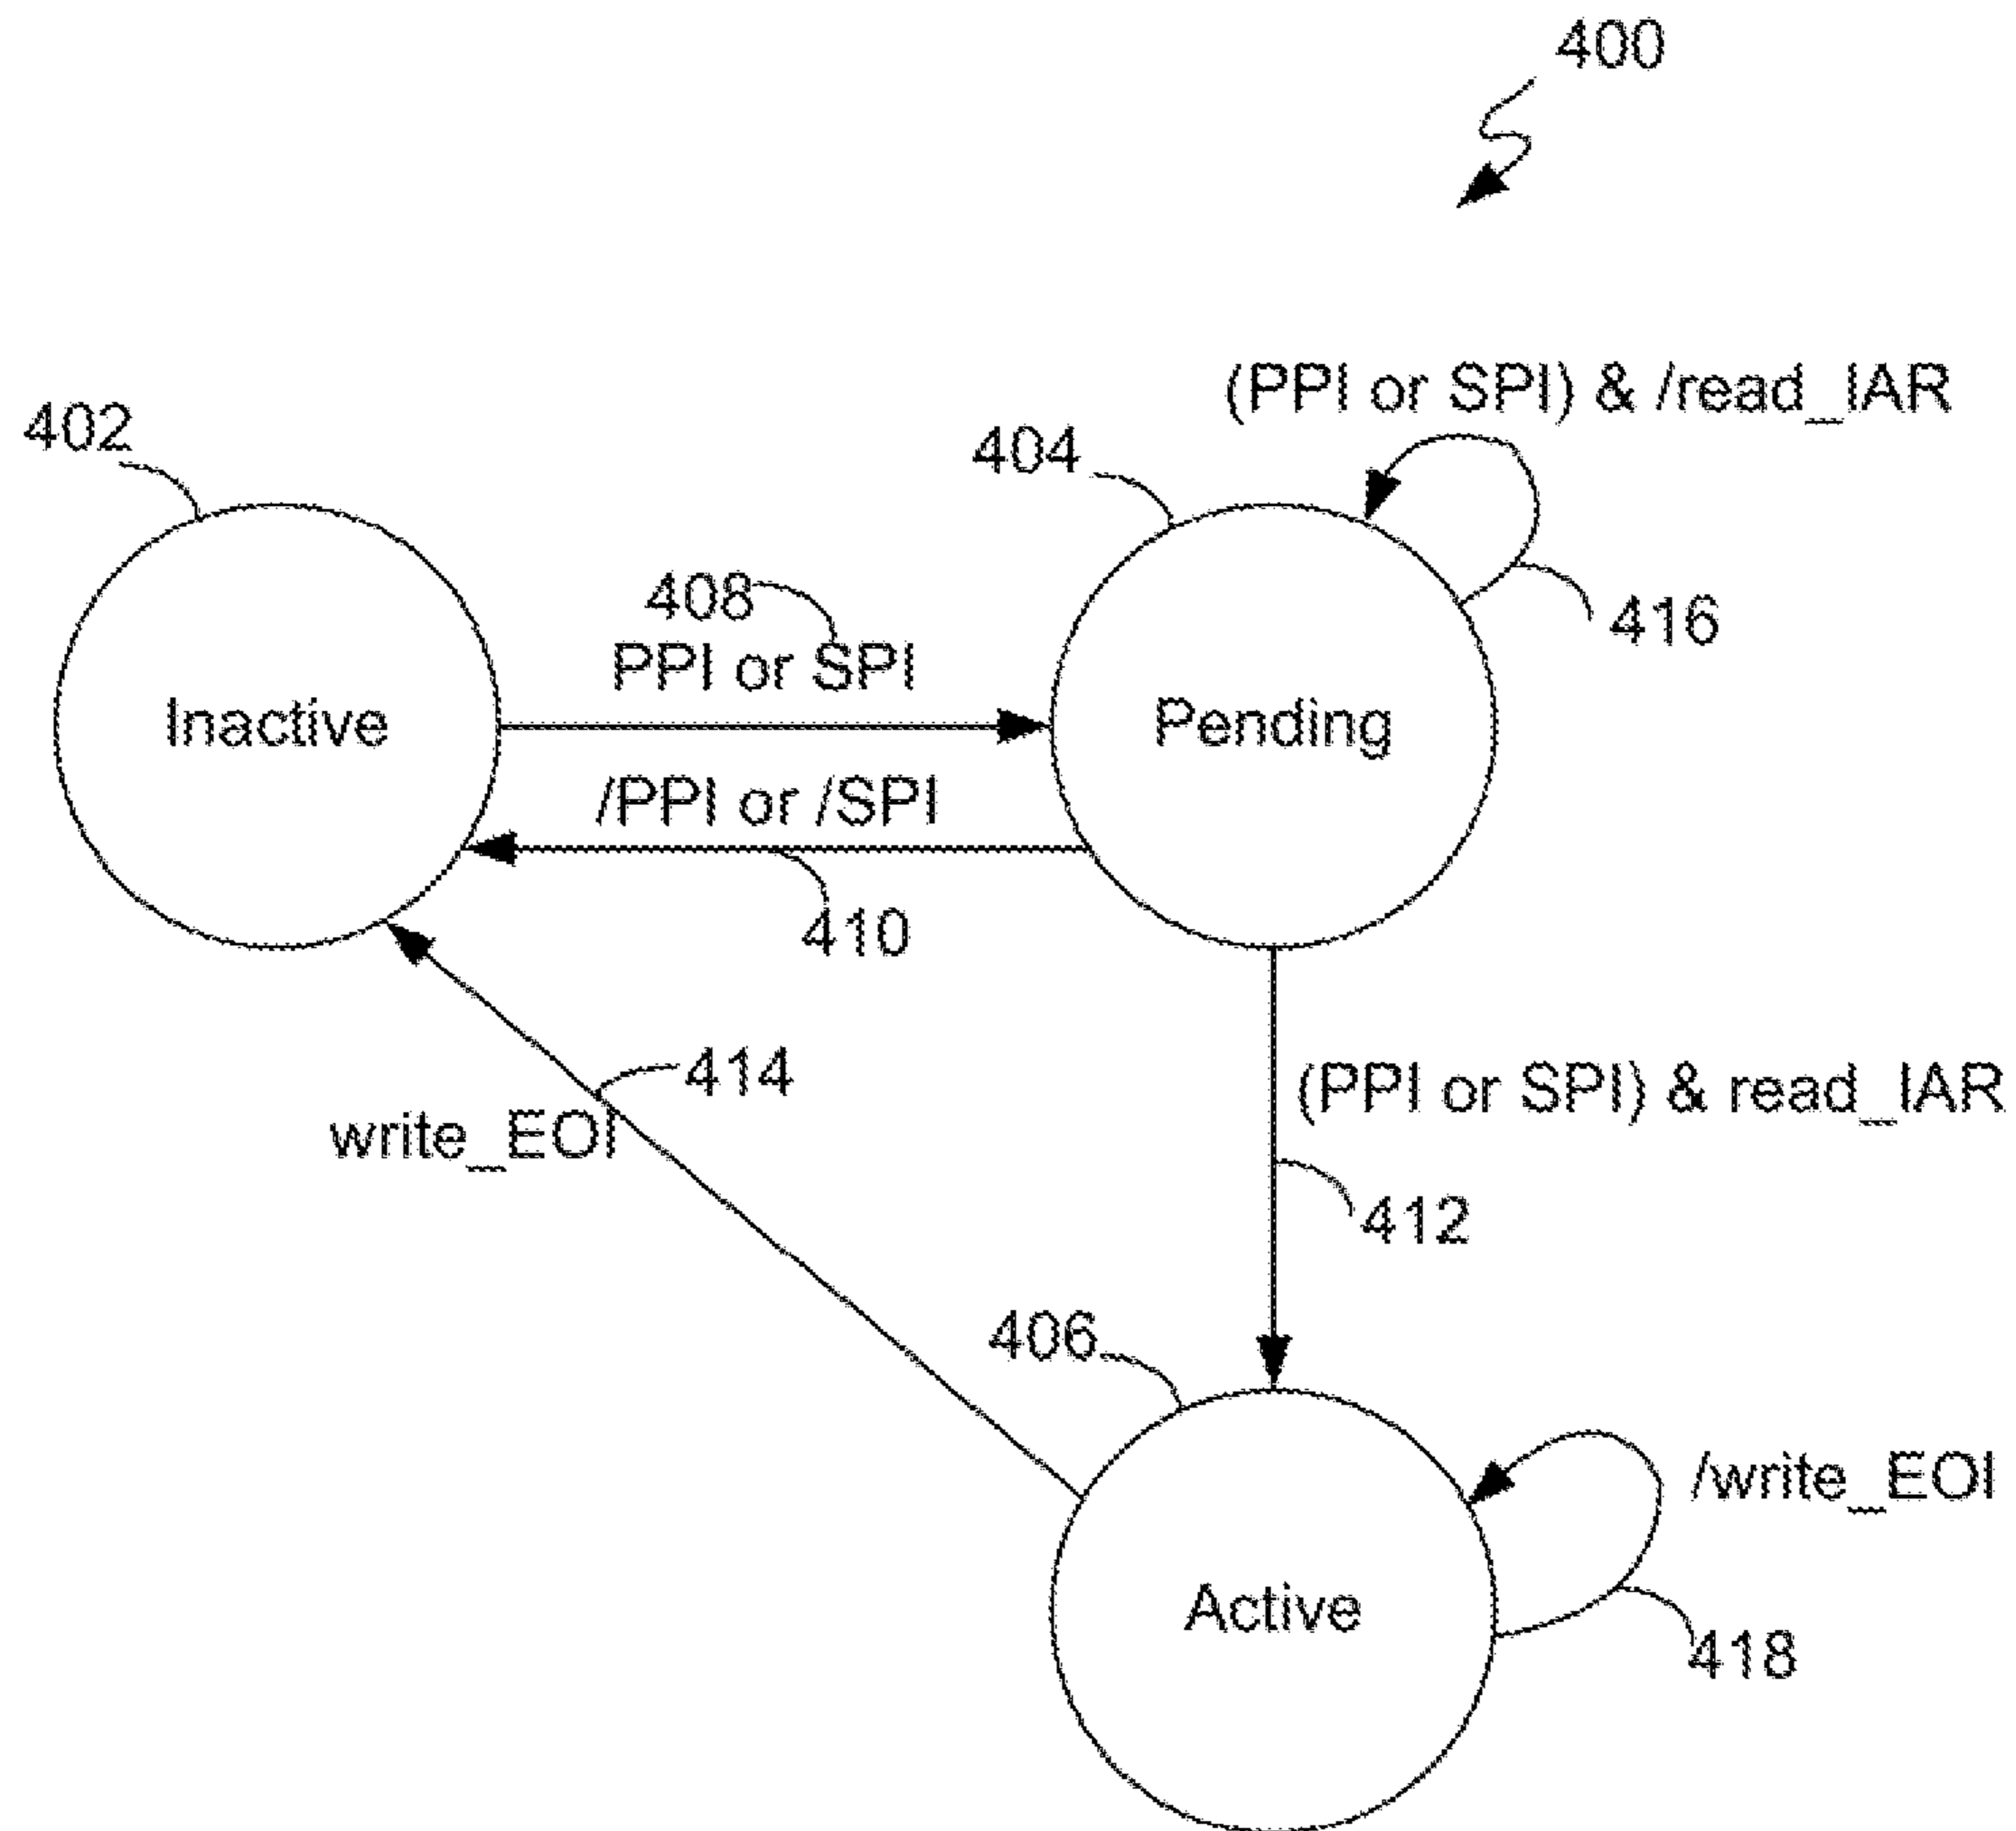 400
(PPI or SPI) & /read_IAR
402
404
408
416
PPI or SPI
Inactive
Pending
/PPI or /SPI
410
414
(PPI or SPI) & read_IAR
write_EOI
412
406
/write_EOI
Active
418